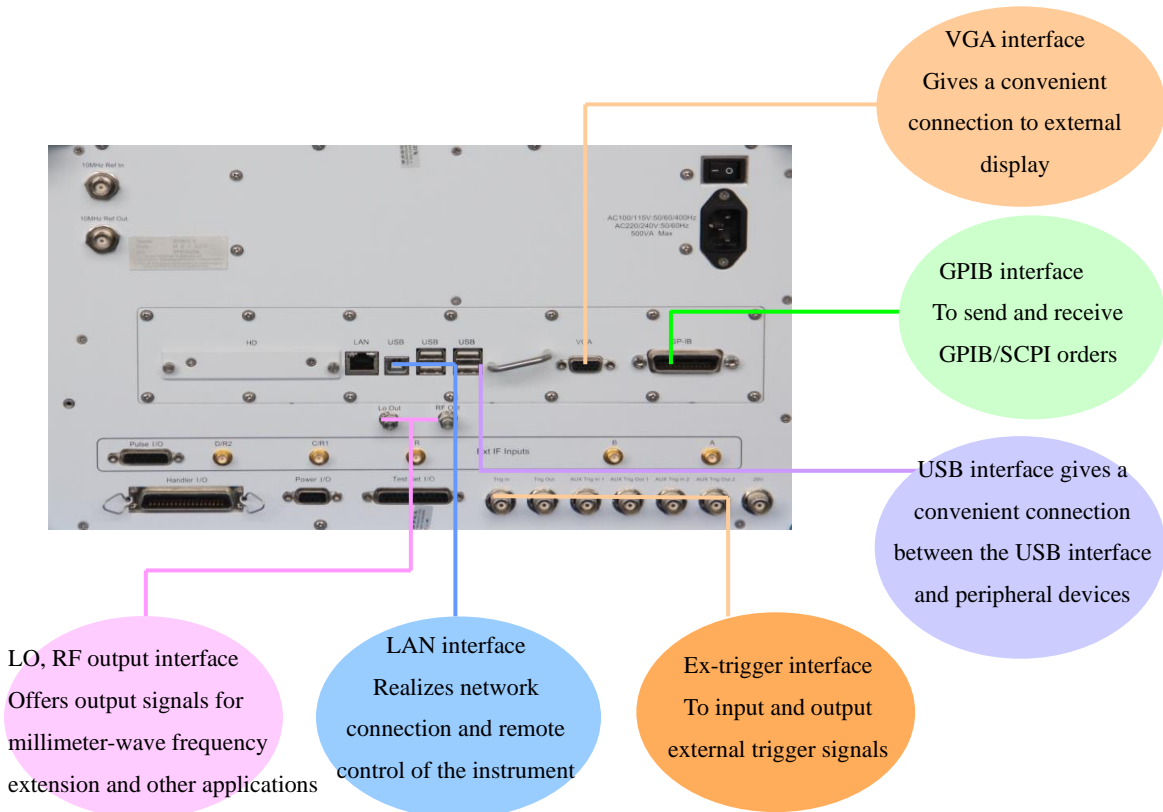 VGA interface
Gives a convenient
connection to external
display
10MHz Ref In
10MHz Ref Out
AC100/115V:50/60/400Hz
AC220/240V:50/60Hz
500VA Max
GPIB interface
To send and receive
GPIB/SCPI orders
HD
LAN
USB
USB
USB
VGA
GP-IB
Lo Out
RF Out
Pulse I/O
D/R2
C/R1
R
Ext IF Inputs
B
A
Handler I/O
Power I/O
Test Set I/O
Trig In
Trig Out
AUX Trig In 1
AUX Trig Out 1
AUX Trig In 2
AUX Trig Out 2
USB interface gives a
convenient connection
between the USB interface
and peripheral devices
LO, RF output interface
Offers output signals for
millimeter-wave frequency
extension and other applications
LAN interface
Realizes network
connection and remote
control of the instrument
Ex-trigger interface
To input and output
external trigger signals